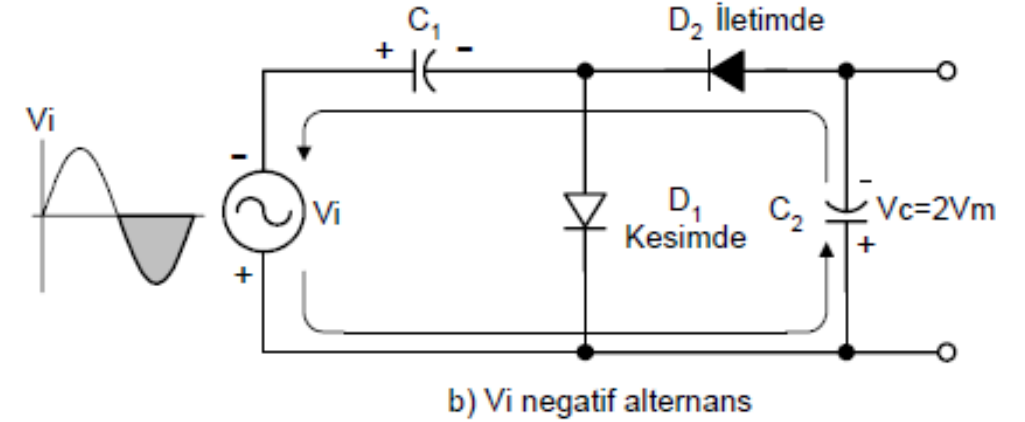 C1
D2 İletimde
+ -
Vi
-
Vi
+
D1
Kesimde
C2
-
Vc=2Vm
+
b) Vi negatif alternans